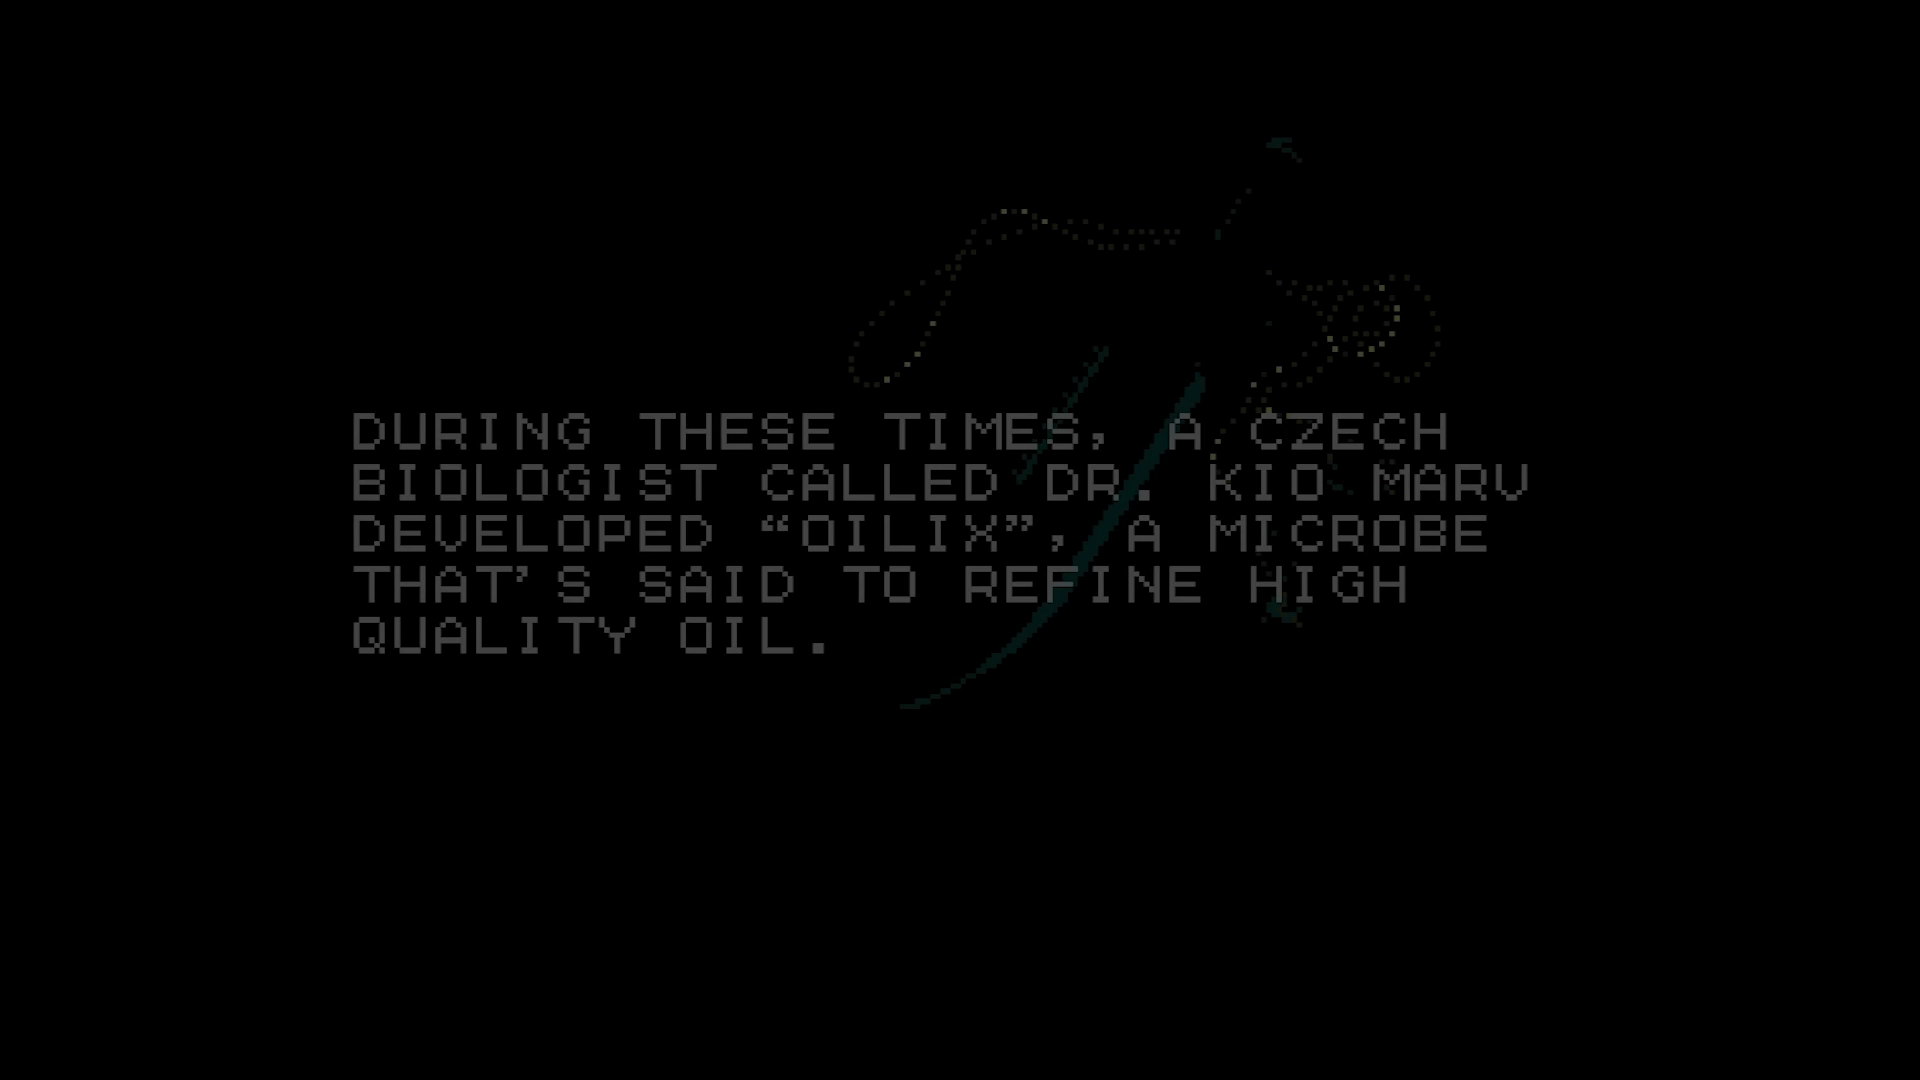 DURING THESE TIMES, A CZECH
BIOLOGIST CALLED DR. KIO MARV
DEVELOPED “OILIX”, A MICROBE
THAT’S SAID TO REFINE HIGH
QUALITY OIL.